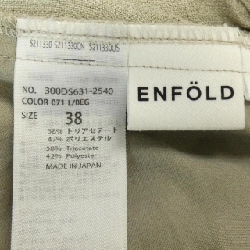 NO. 300DS631-2540
COLOR 071 L/BEG
SIZE 38
58% トリアセテート
42% ポリエステル
58% Triacetate
42% Polyester
MADE IN JAPAN
ENFÖLD